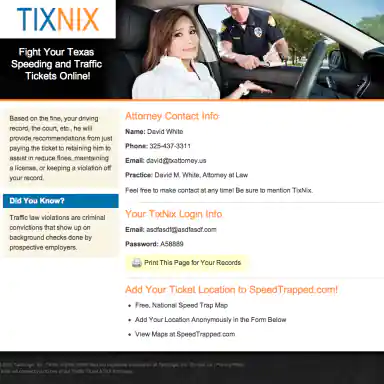 TIXNIX
Fight Your Texas
Speeding and Traffic
Tickets Online!
Based on the fine, your driving
record, the court, etc., he will
provide recommendations from just
paying the ticket to retaining him to
assist in reduce fines, maintaining
a license, or keeping a violation off
your record.
Did You Know?
Traffic law violations are criminal
convictions that show up on
background checks done by
prospective employers.
Attorney Contact Info
Name: David White
Phone: 325-437-3311
Email: david@txattorney.us
Practice: David M. White, Attorney at Law
Feel free to make contact at any time! Be sure to mention TixNix.
Your TixNix Login Info
Email: asdfasdf@asdfasdf.com
Password: A58889
Print This Page for Your Records
Add Your Ticket Location to SpeedTrapped.com!
• Free, National Speed Trap Map
• Add Your Location Anonymously in the Form Below
• View Maps at SpeedTrapped.com